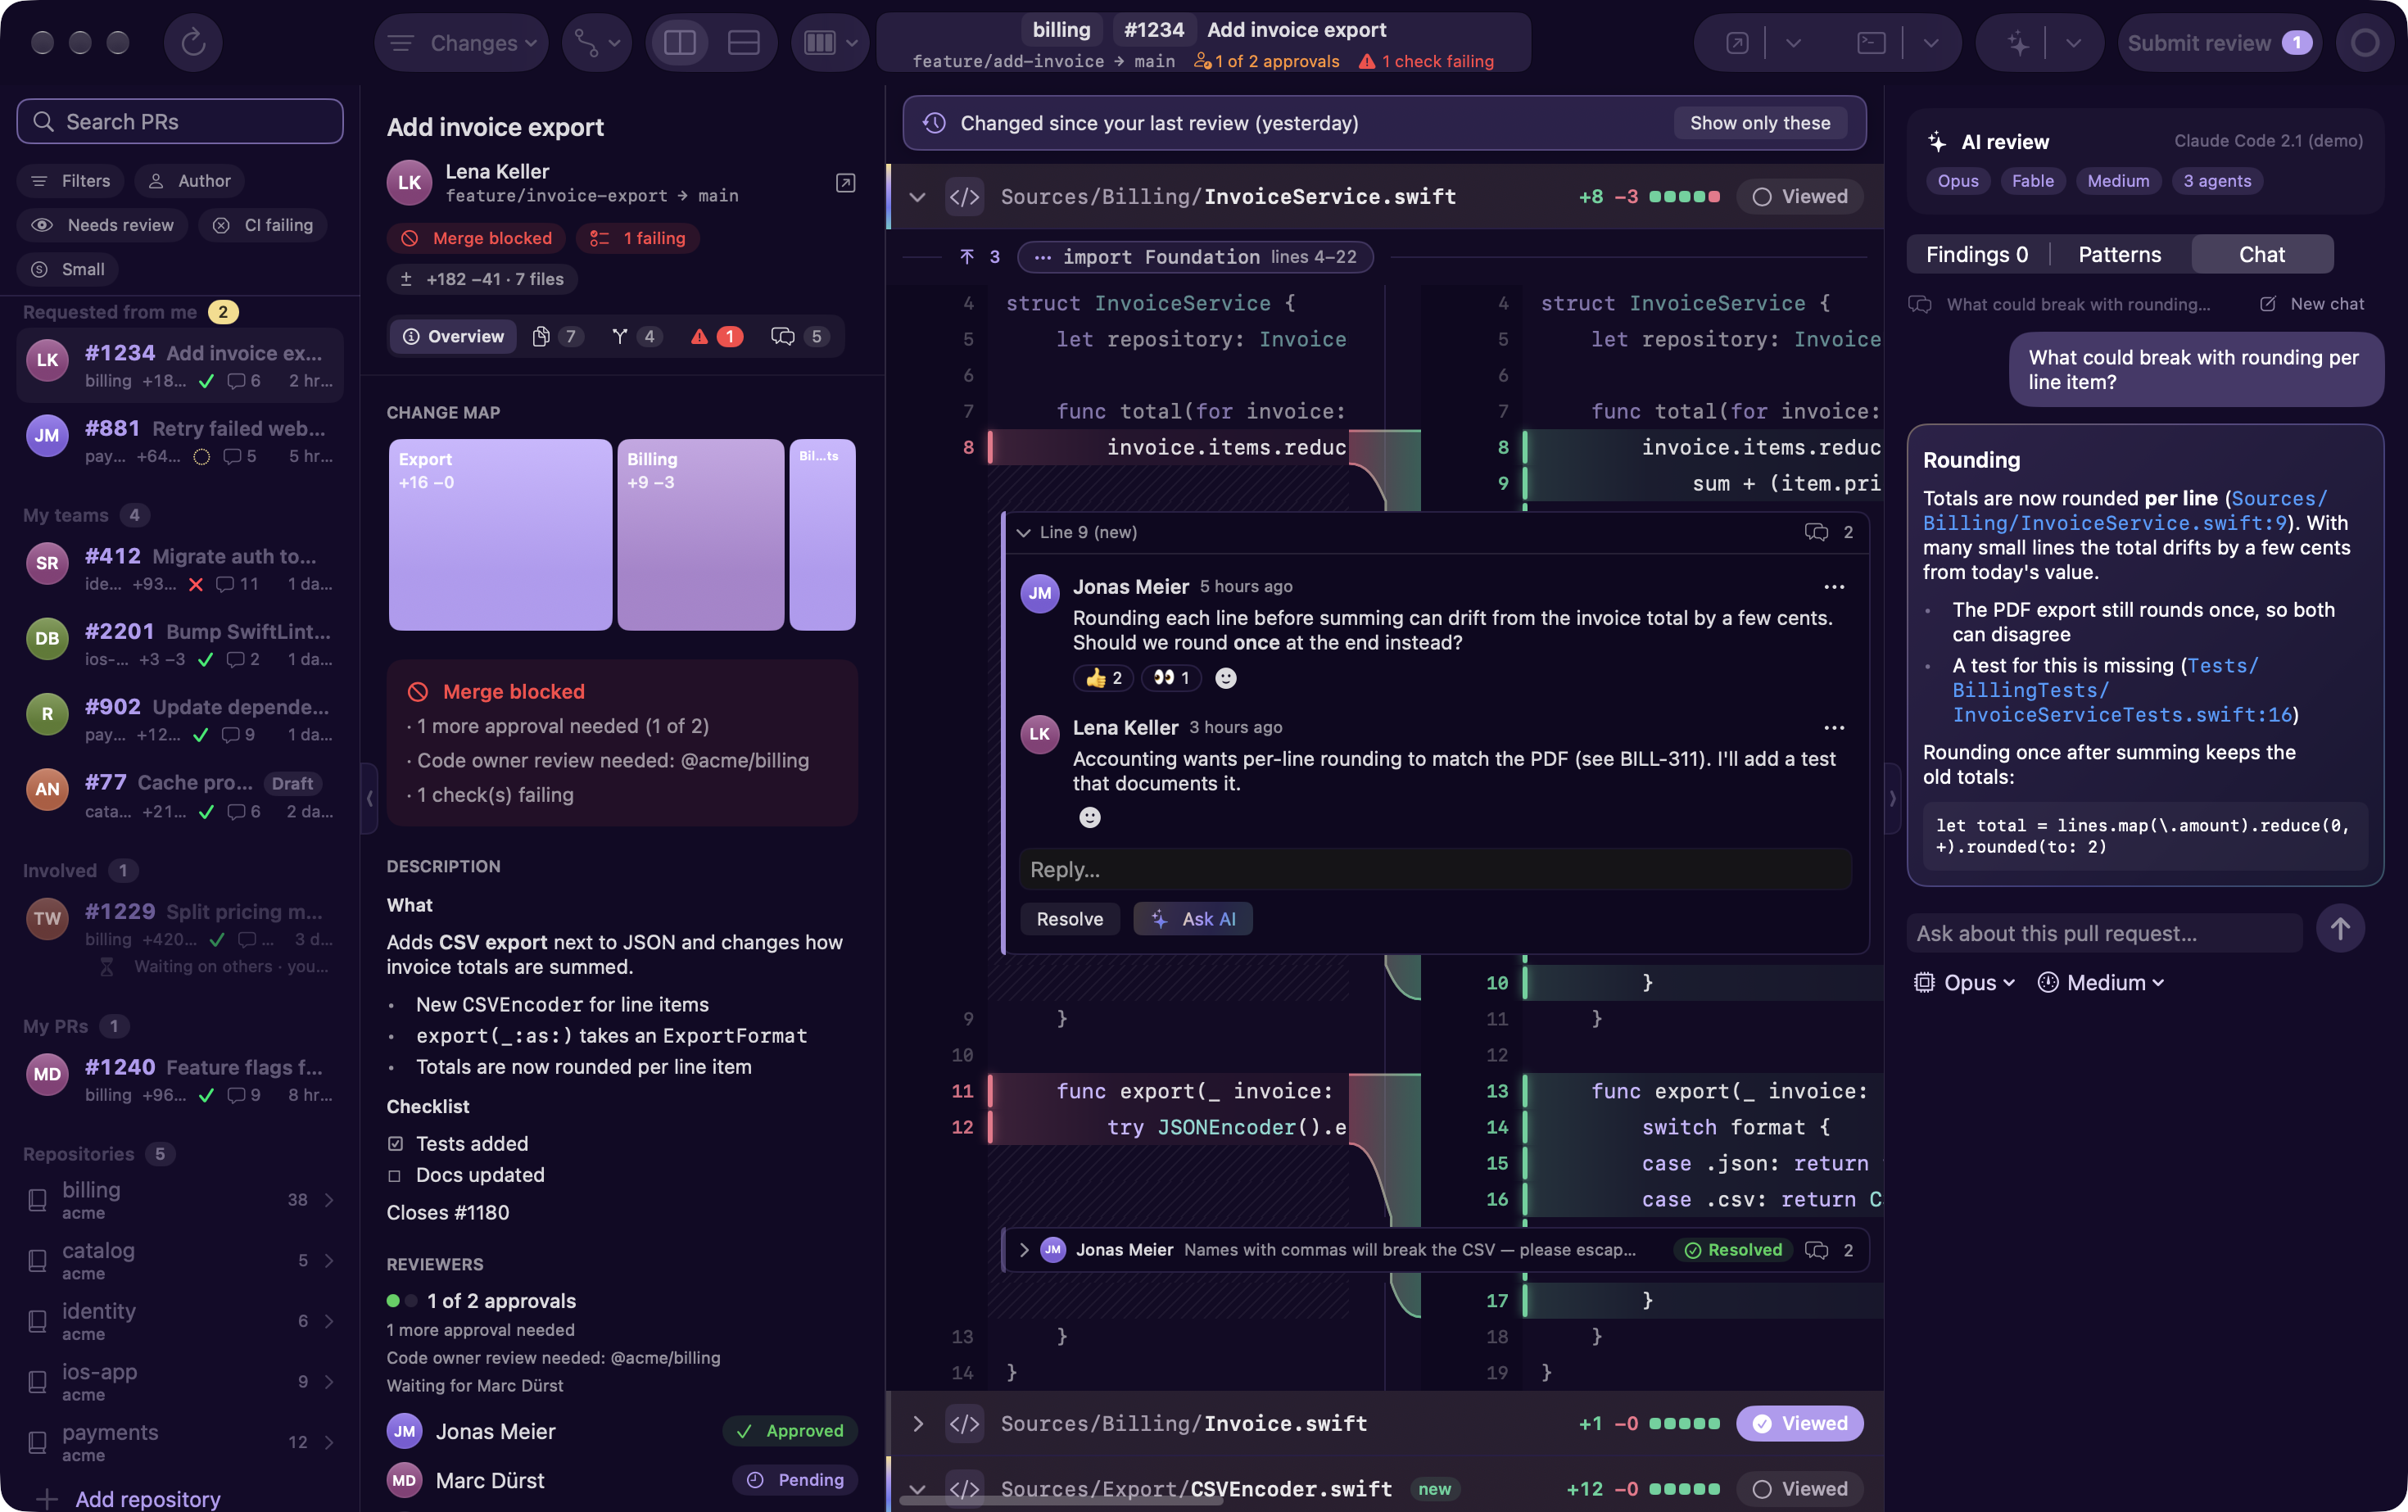 Changes
billing #1234 Add invoice export
feature/add-invoice → main 1 of 2 approvals 1 check failing
Submit review 1
Search PRs
Filters Author
Needs review CI failing
Small
Requested from me 2
LK #1234 Add invoice ex...
billing +18... 6 2 hr...
JM #881 Retry failed web...
pay... +64... 5 5 hr...
My teams 4
SR #412 Migrate auth to...
ide... +93... 11 1 da...
DB #2201 Bump SwiftLint...
ios-... +3 −3 2 1 da...
R #902 Update depende...
pay... +12... 9 1 da...
AN #77 Cache pro... Draft
cata... +21... 6 2 da...
Involved 1
TW #1229 Split pricing m...
billing +420... ... 3 d...
Waiting on others · you...
My PRs 1
MD #1240 Feature flags f...
billing +96... 9 8 hr...
Repositories 5
billing 38
acme
catalog 5
acme
identity 6
acme
ios-app 9
acme
payments 12
acme
Add repository
Add invoice export
LK Lena Keller
feature/invoice-export → main
Merge blocked 1 failing
± +182 −41 · 7 files
Overview 7 4 1 5
CHANGE MAP
Export
+16 −0
Billing
+9 −3
Bil...ts
Merge blocked
· 1 more approval needed (1 of 2)
· Code owner review needed: @acme/billing
· 1 check(s) failing
DESCRIPTION
What
Adds CSV export next to JSON and changes how
invoice totals are summed.
• New CSVEncoder for line items
• export(_:as:) takes an ExportFormat
• Totals are now rounded per line item
Checklist
Tests added
Docs updated
Closes #1180
REVIEWERS
1 of 2 approvals
1 more approval needed
Code owner review needed: @acme/billing
Waiting for Marc Dürst
JM Jonas Meier Approved
MD Marc Dürst Pending
Changed since your last review (yesterday) Show only these
</> Sources/Billing/InvoiceService.swift +8 −3 Viewed
3 ··· import Foundation lines 4–22
4 struct InvoiceService { 4 struct InvoiceService {
5 let repository: Invoice 5 let repository: Invoice
6 6
7 func total(for invoice: 7 func total(for invoice:
8 invoice.items.reduc 8 invoice.items.reduc
9 sum + (item.pri
Line 9 (new) 2
JM Jonas Meier 5 hours ago ···
Rounding each line before summing can drift from the invoice total by a few cents.
Should we round once at the end instead?
👍 2 👀 1
LK Lena Keller 3 hours ago ···
Accounting wants per-line rounding to match the PDF (see BILL-311). I'll add a test
that documents it.
Reply...
Resolve Ask AI
10 }
9 } 11 }
10 12
11 func export(_ invoice: 13 func export(_ invoice:
12 try JSONEncoder().e 14 switch format {
15 case .json: return
16 case .csv: return C
JM Jonas Meier Names with commas will break the CSV — please escap... Resolved 2
17 }
13 } 18 }
14 } 19 }
</> Sources/Billing/Invoice.swift +1 −0 Viewed
</> Sources/Export/CSVEncoder.swift new +12 −0 Viewed
AI review Claude Code 2.1 (demo)
Opus Fable Medium 3 agents
Findings 0 Patterns Chat
What could break with rounding... New chat
What could break with rounding per
line item?
Rounding
Totals are now rounded per line (Sources/
Billing/InvoiceService.swift:9). With
many small lines the total drifts by a few cents
from today's value.
• The PDF export still rounds once, so both
can disagree
• A test for this is missing (Tests/
BillingTests/
InvoiceServiceTests.swift:16)
Rounding once after summing keeps the
old totals:
let total = lines.map(\.amount).reduce(0,
+).rounded(to: 2)
Ask about this pull request...
Opus Medium